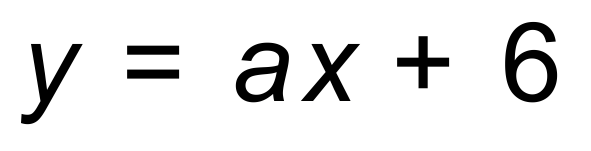 y = ax + 6